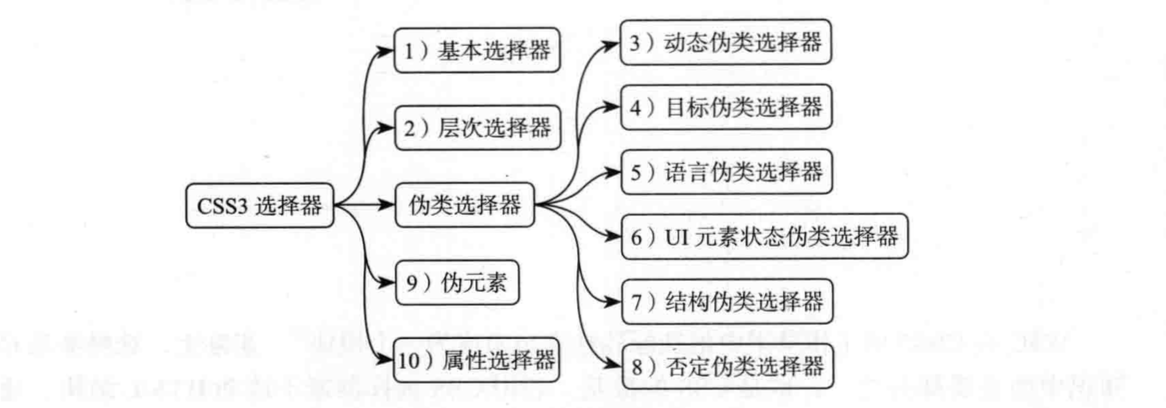 CSS3 选择器
1）基本选择器
2）层次选择器
伪类选择器
3）动态伪类选择器
4）目标伪类选择器
5）语言伪类选择器
6）UI 元素状态伪类选择器
7）结构伪类选择器
8）否定伪类选择器
9）伪元素
10）属性选择器